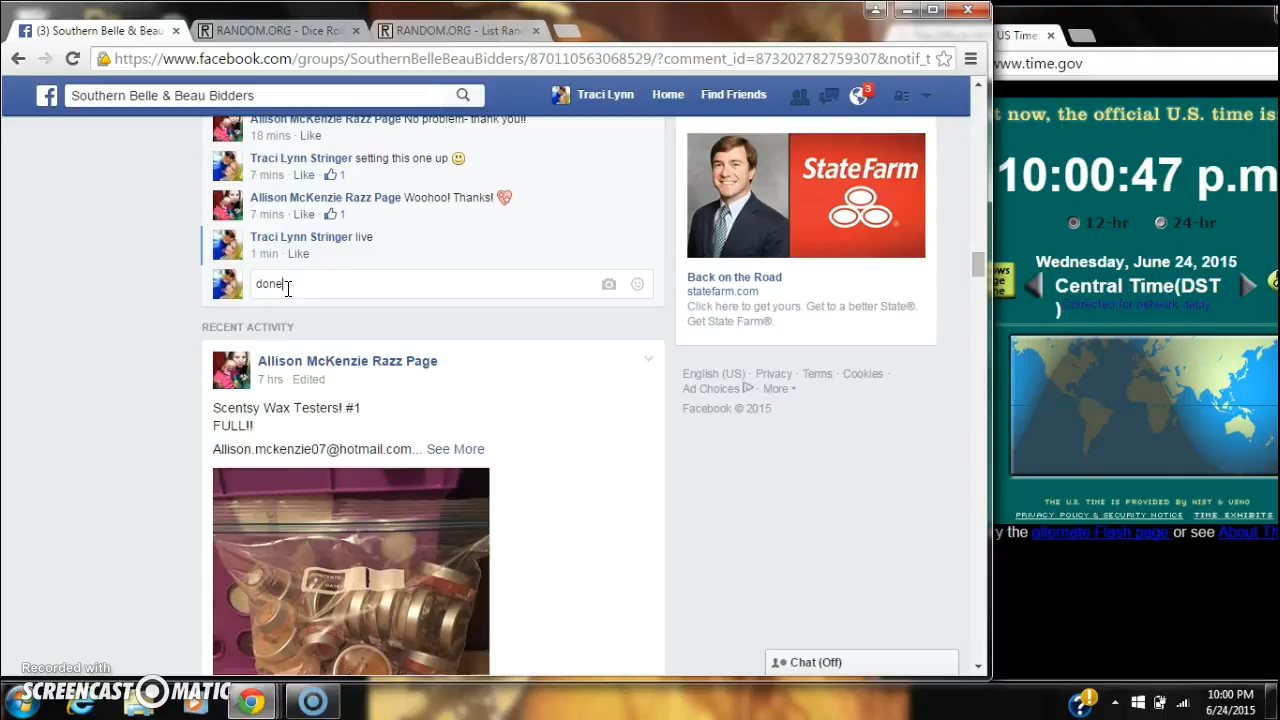 (3) Southern Belle & Beau
RANDOM.ORG - Dice Ro
RANDOM.ORG - List Ran
US Time:
https://www.facebook.com/groups/SouthernBelleBeauBidders/870110563068529/?comment_id=873202782759307&notif_t
www.time.gov
Southern Belle & Beau Bidders
Traci Lynn
Home
Find Friends
3
t now, the official U.S. time is:
10:00:47 p.m
12-hr
24-hr
Wednesday, June 24, 2015
Central Time(DST
)
Corrected for network delay
THE U.S. TIME IS PROVIDED BY NIST & USNO
PRIVACY POLICY & SECURITY NOTICE
TIME EXHIBITS
ry the alternate Flash page or see About Th
Allison McKenzie Razz Page No problem- thank you!!
18 mins · Like
Traci Lynn Stringer setting this one up
7 mins · Like · 1
Allison McKenzie Razz Page Woohoo! Thanks!
7 mins · Like · 1
Traci Lynn Stringer live
1 min · Like
done
RECENT ACTIVITY
Allison McKenzie Razz Page
7 hrs · Edited
Scentsy Wax Testers! #1
FULL!!
Allison.mckenzie07@hotmail.com... See More
StateFarm
Back on the Road
statefarm.com
Click here to get yours. Get to a better State®.
Get State Farm®.
English (US) · Privacy · Terms · Cookies ·
Ad Choices · More
Facebook © 2015
Chat (Off)
Recorded with
SCREENCAST MATIC
10:00 PM
6/24/2015